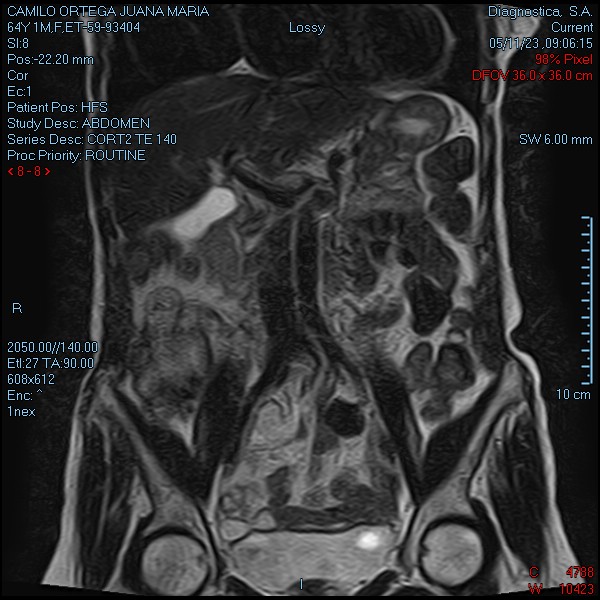 CAMILO ORTEGA JUANA MARIA
64Y 1M,F,ET-59-93404
Sl:8
Pos:-22.20 mm
Cor
Ec:1
Patient Pos: HFS
Study Desc: ABDOMEN
Series Desc: CORT2 TE 140
Proc Priority: ROUTINE
< 8 - 8 >
Lossy
Diagnostica, S.A.
Current
05/11/23 ,09:06:15
98% Pixel
DFOV 36.0 x 36.0 cm
SW 6.00 mm
R
2050.00//140.00
Etl:27 TA:90.00
608x612
Enc: ^
1nex
10 cm
I
C 4788
W 10423